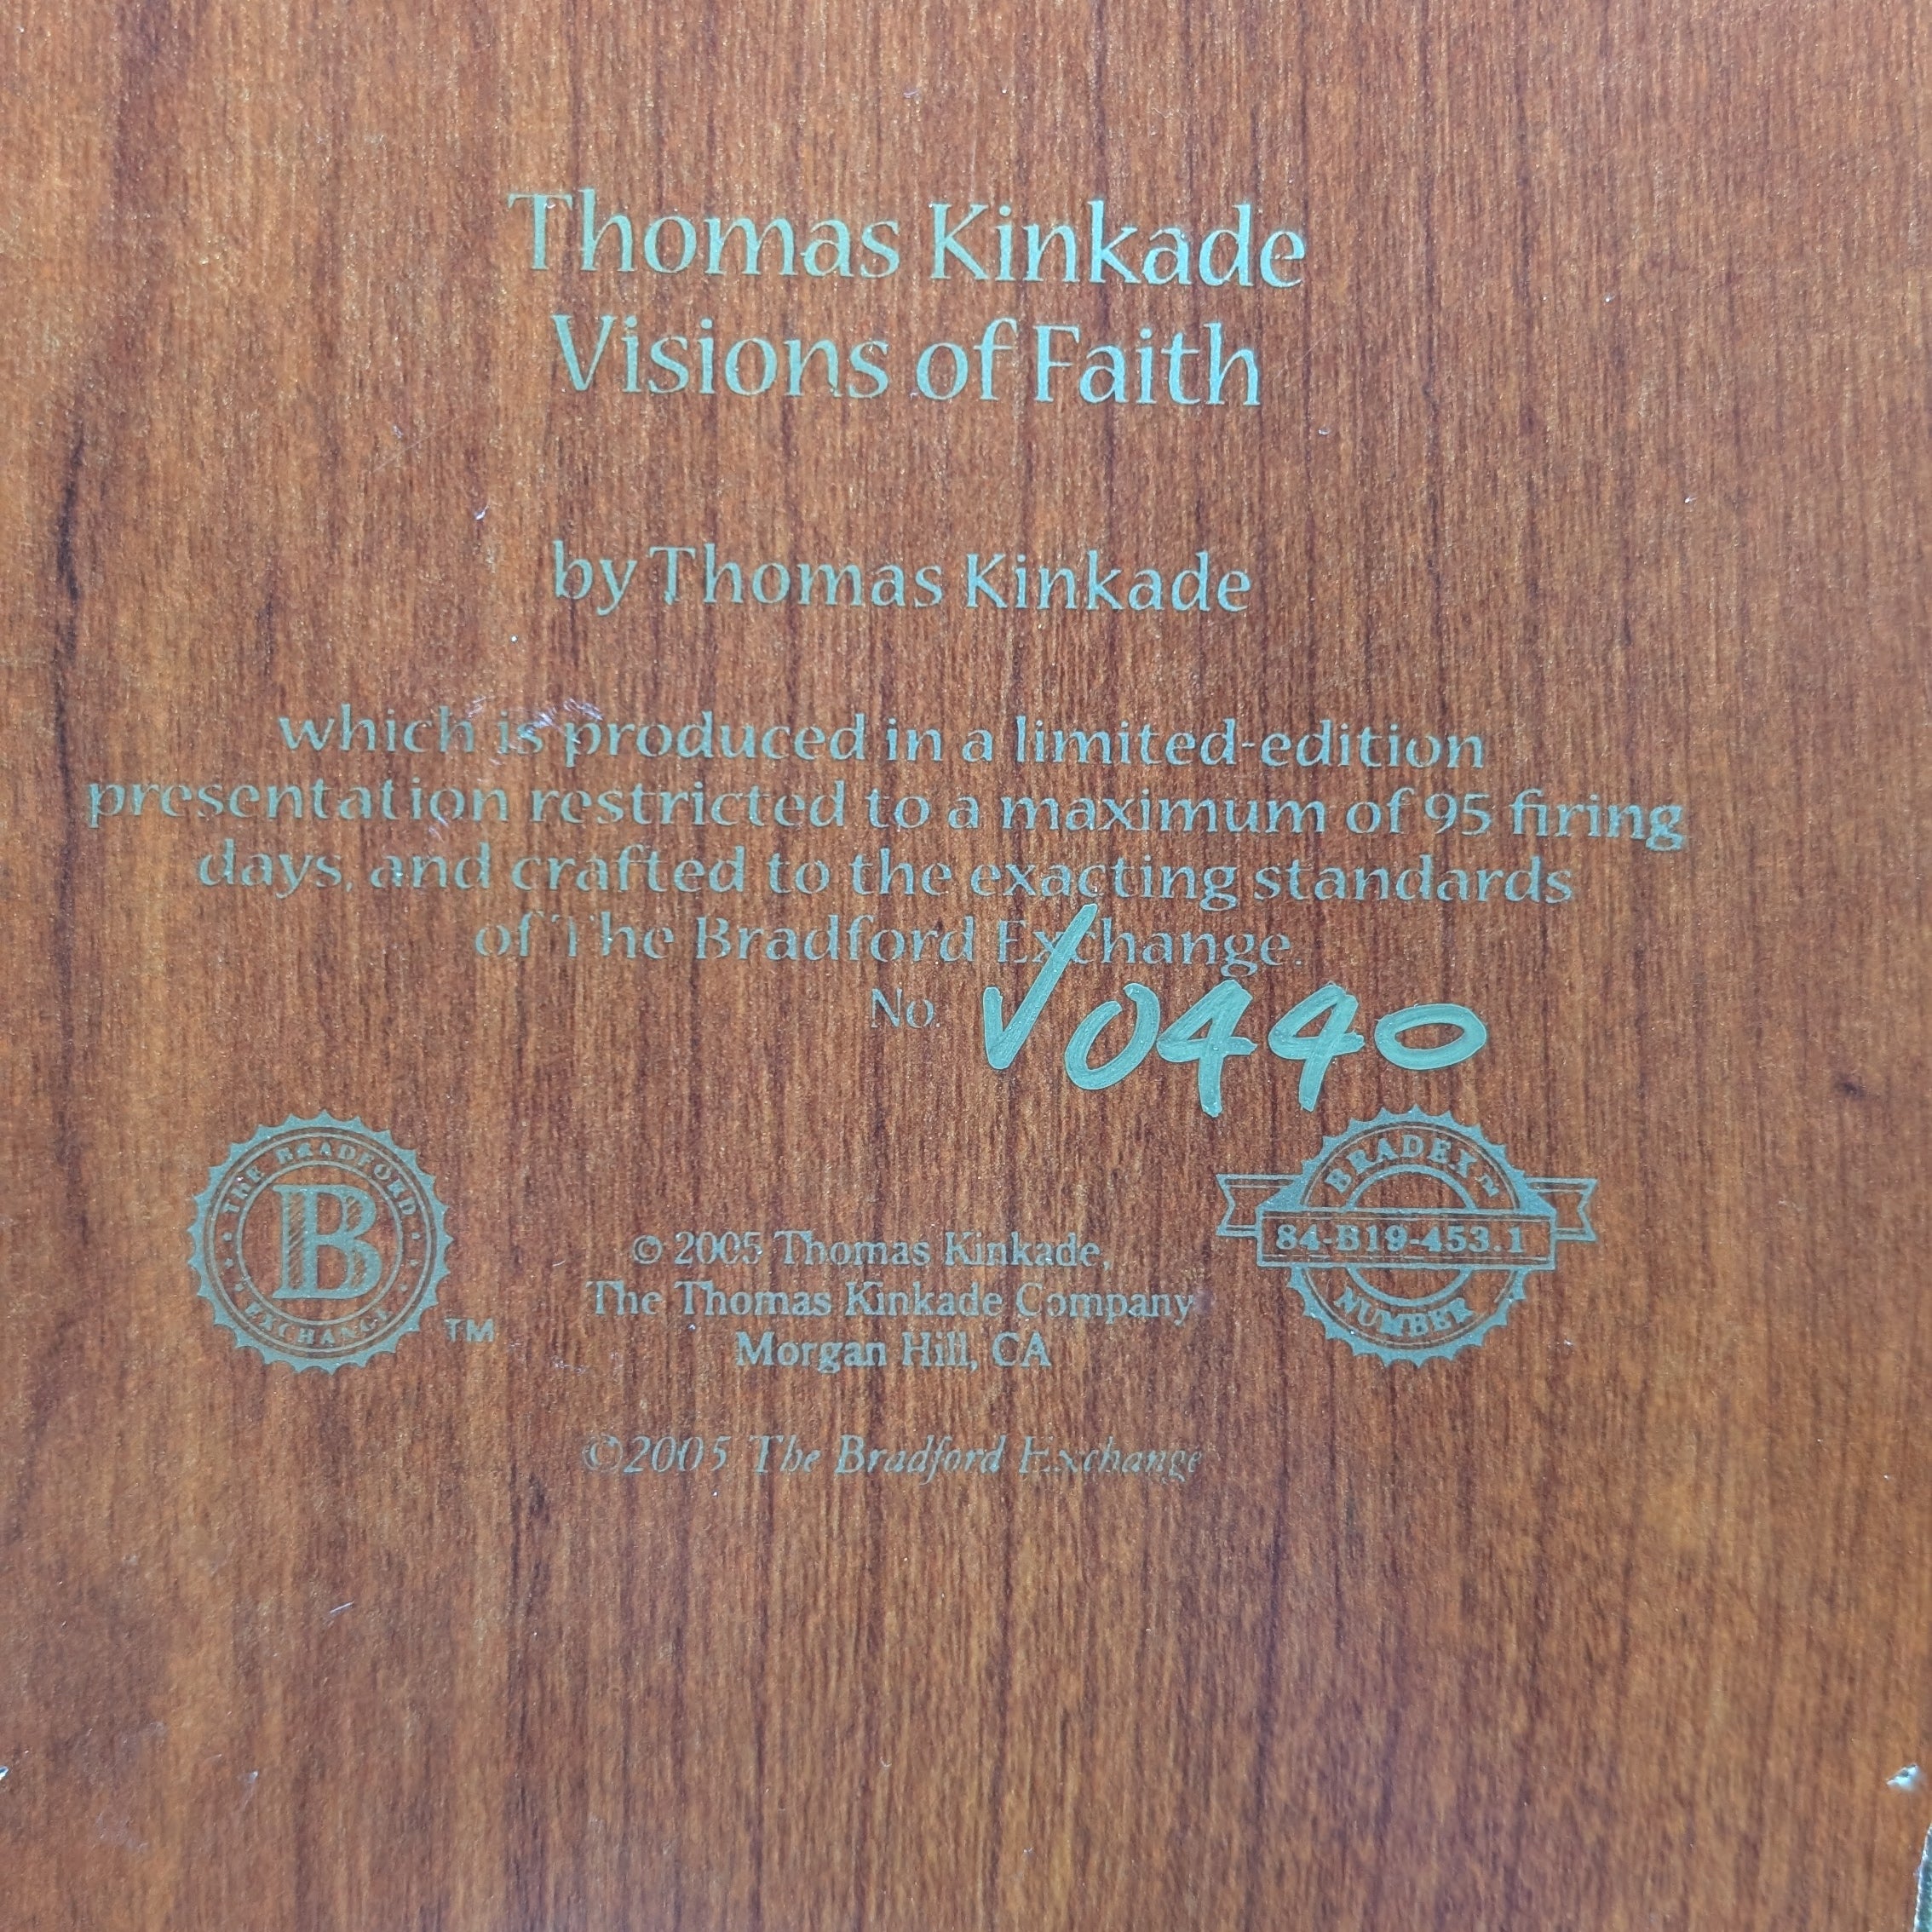 Thomas Kinkade
Visions of Faith
by Thomas Kinkade
which is produced in a limited-edition
presentation restricted to a maximum of 95 firing
days, and crafted to the exacting standards
of The Bradford Exchange.
No. V0440
THE BRADFORD
B
EXCHANGE
TM
© 2005 Thomas Kinkade,
The Thomas Kinkade Company
Morgan Hill, CA
BRADEX™
84-B19-453.1
NUMBER
©2005 The Bradford Exchange